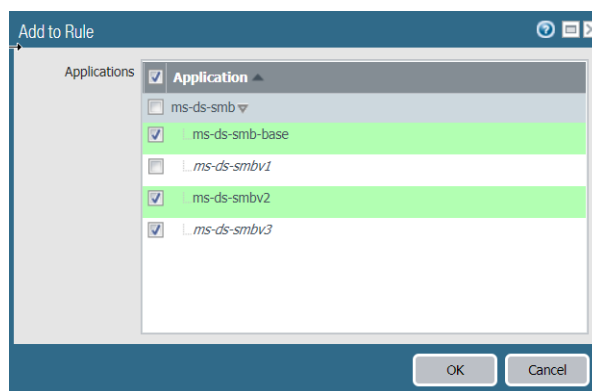 Add to Rule
Applications
Application
ms-ds-smb
ms-ds-smb-base
ms-ds-smbv1
ms-ds-smbv2
ms-ds-smbv3
OK Cancel